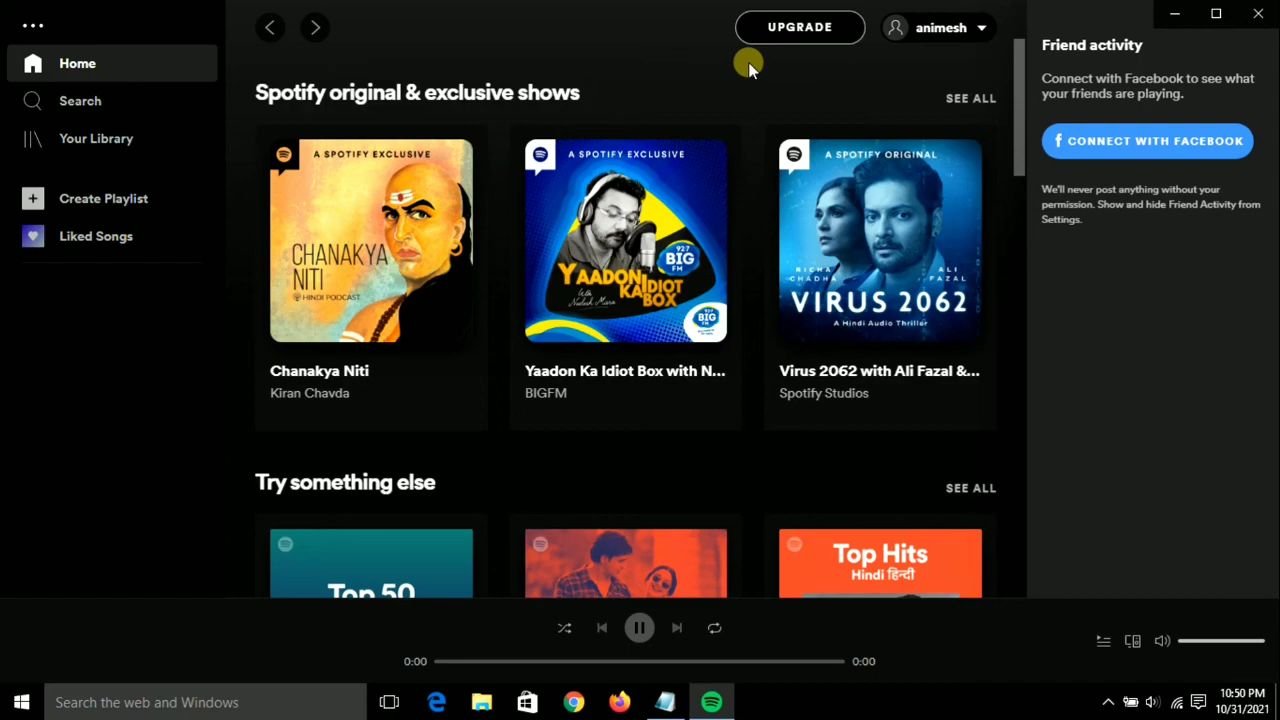 Home
Search
Your Library
Create Playlist
Liked Songs
UPGRADE
animesh
Spotify original & exclusive shows
SEE ALL
A SPOTIFY EXCLUSIVE
CHANAKYA
NITI
HINDI PODCAST
Chanakya Niti
Kiran Chavda
A SPOTIFY EXCLUSIVE
92.7
BIG
FM
YAADON
KA IDIOT
BOX
BIG
FM
Yaadon Ka Idiot Box with N...
BIGFM
A SPOTIFY ORIGINAL
RICHA
CHADHA
ALI
FAZAL
VIRUS 2062
A Hindi Audio Thriller
Virus 2062 with Ali Fazal &...
Spotify Studios
Try something else
SEE ALL
Top 50
Top Hits
Hindi हिन्दी
Friend activity
Connect with Facebook to see what
your friends are playing.
f CONNECT WITH FACEBOOK
We'll never post anything without your
permission. Show and hide Friend Activity from
Settings.
0:00
0:00
Search the web and Windows
10:50 PM
10/31/2021